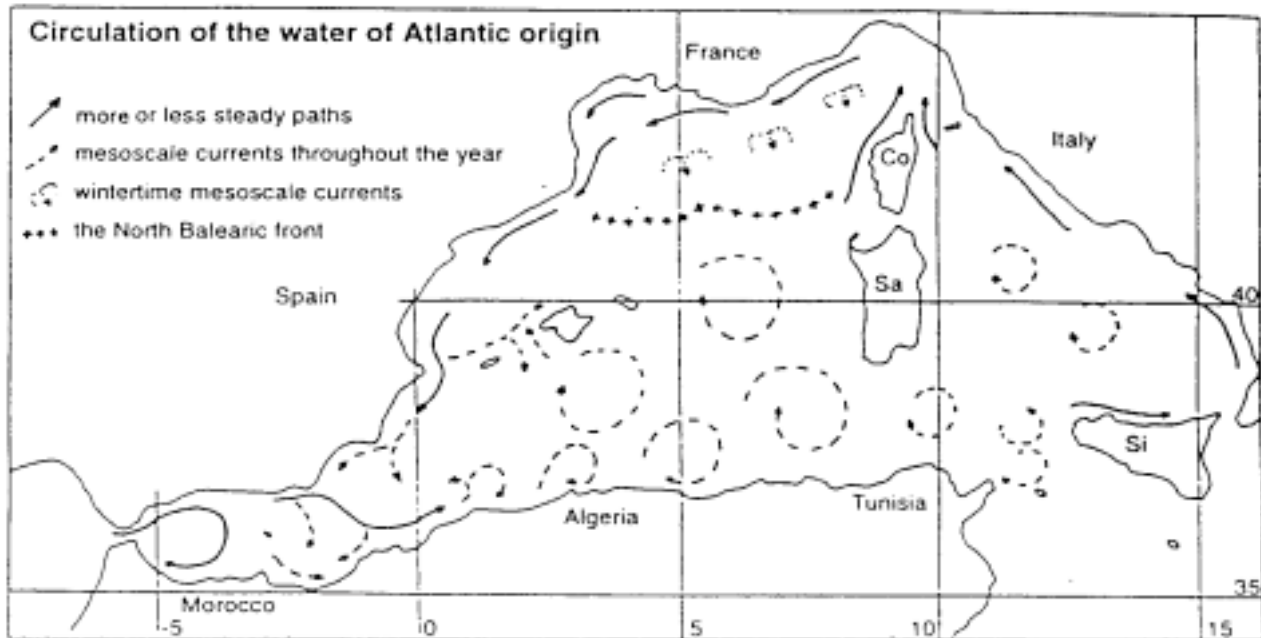 Circulation of the water of Atlantic origin
more or less steady paths
mesoscale currents throughout the year
wintertime mesoscale currents
the North Balearic front
France
Italy
Co
Spain
Sa
40
Si
Algeria
Tunisia
Morocco
35
-5
0
5
10
15